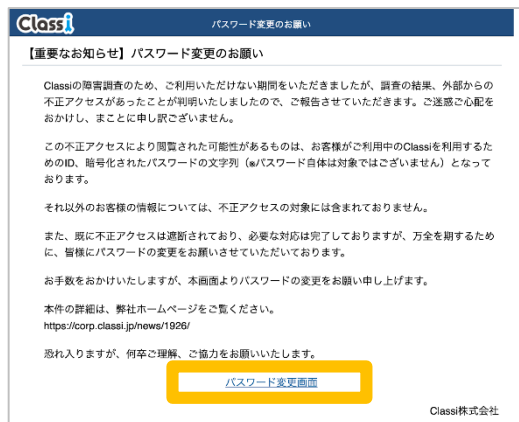 Classi
パスワード変更のお願い
【重要なお知らせ】パスワード変更のお願い
Classiの障害調査のため、ご利用いただけない期間をいただきましたが、調査の結果、外部からの
不正アクセスがあったことが判明いたしましたので、ご報告させていただきます。ご迷惑ご心配を
おかけし、まことに申し訳ございません。
この不正アクセスにより閲覧された可能性があるものは、お客様がご利用中のClassiを利用するた
めのID、暗号化されたパスワードの文字列（※パスワード自体は対象ではございません）となって
おります。
それ以外のお客様の情報については、不正アクセスの対象には含まれておりません。
また、既に不正アクセスは遮断されており、必要な対応は完了しておりますが、万全を期するため
に、皆様にパスワードの変更をお願いさせていただいております。
お手数をおかけいたしますが、本画面よりパスワードの変更をお願い申し上げます。
本件の詳細は、弊社ホームページをご覧ください。
https://corp.classi.jp/news/1926/
恐れ入りますが、何卒ご理解、ご協力をお願いいたします。
パスワード変更画面
Classi株式会社